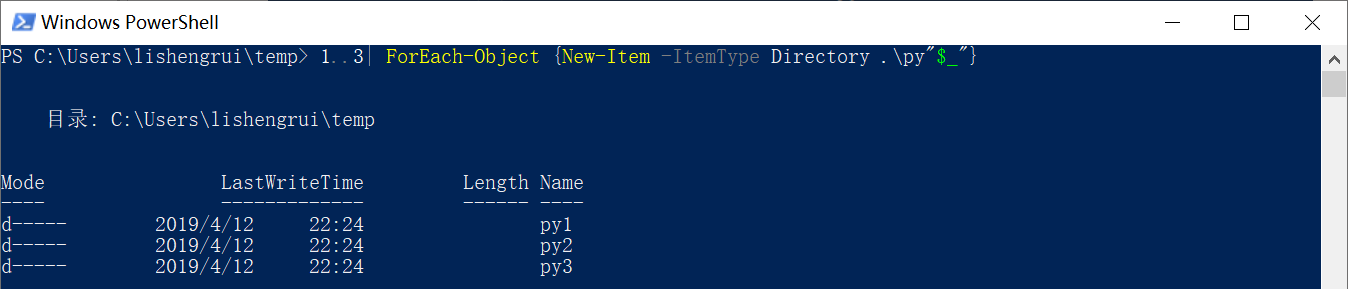 Windows PowerShell
PS C:\Users\lishengrui\temp> 1..3| ForEach-Object {New-Item -ItemType Directory .\py"$_"}
目录: C:\Users\lishengrui\temp
Mode LastWriteTime Length Name
---- ------------- ------ ----
d----- 2019/4/12 22:24 py1
d----- 2019/4/12 22:24 py2
d----- 2019/4/12 22:24 py3